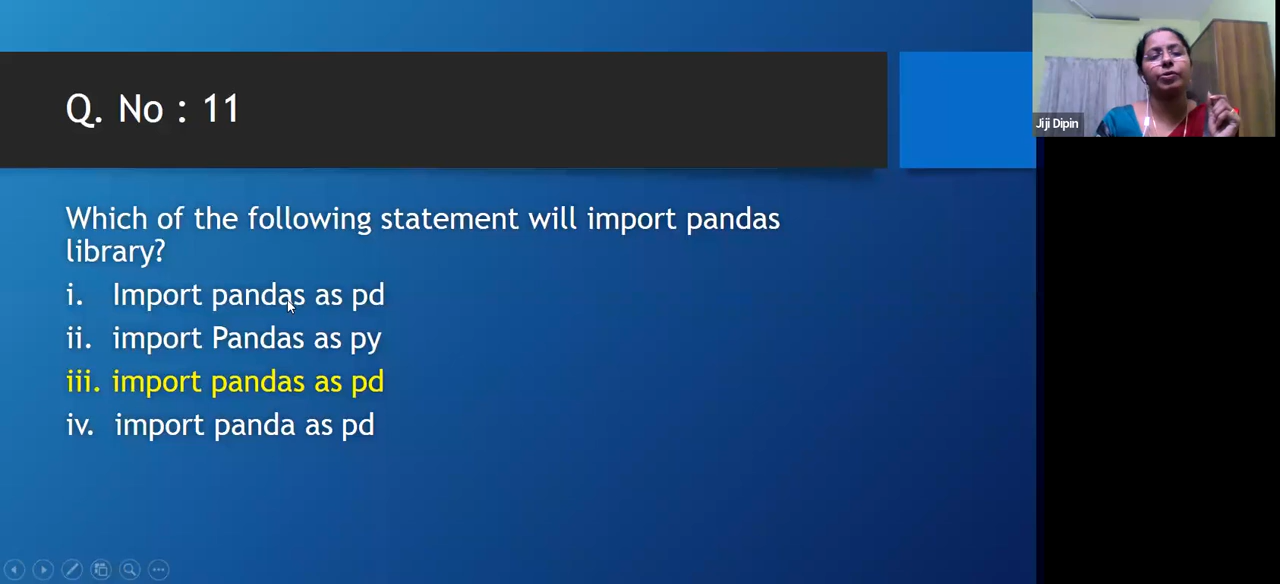 Q. No : 11
Jiji Dipin
Which of the following statement will import pandas
library?
i. Import pandas as pd
ii. import Pandas as py
iii. import pandas as pd
iv. import panda as pd